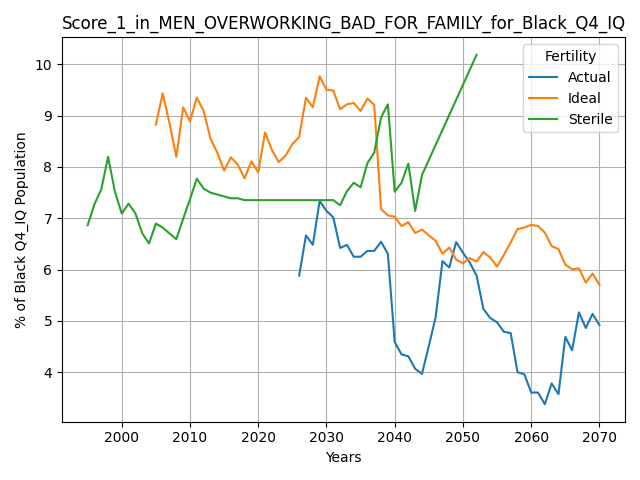 Score_1_in_MEN_OVERWORKING_BAD_FOR_FAMILY_for_Black_Q4_IQ
Fertility
Actual
Ideal
Sterile
% of Black Q4_IQ Population
10
9
8
7
6
5
4
2000 2010 2020 2030 2040 2050 2060 2070
Years